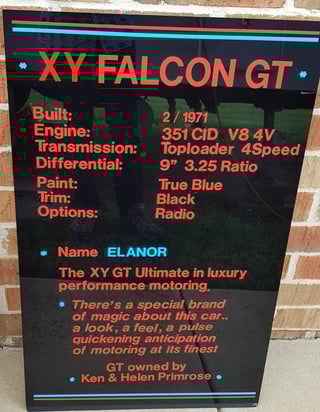 XY FALCON GT
Built: 2 / 1971
Engine: 351 CID V8 4V
Transmission: Toploader 4Speed
Differential: 9” 3.25 Ratio
Paint: True Blue
Trim: Black
Options: Radio
Name ELANOR
The XY GT Ultimate in luxury
performance motoring.
There's a special brand
of magic about this car..
a look, a feel, a pulse
quickening anticipation
of motoring at its finest
GT owned by
Ken & Helen Primrose